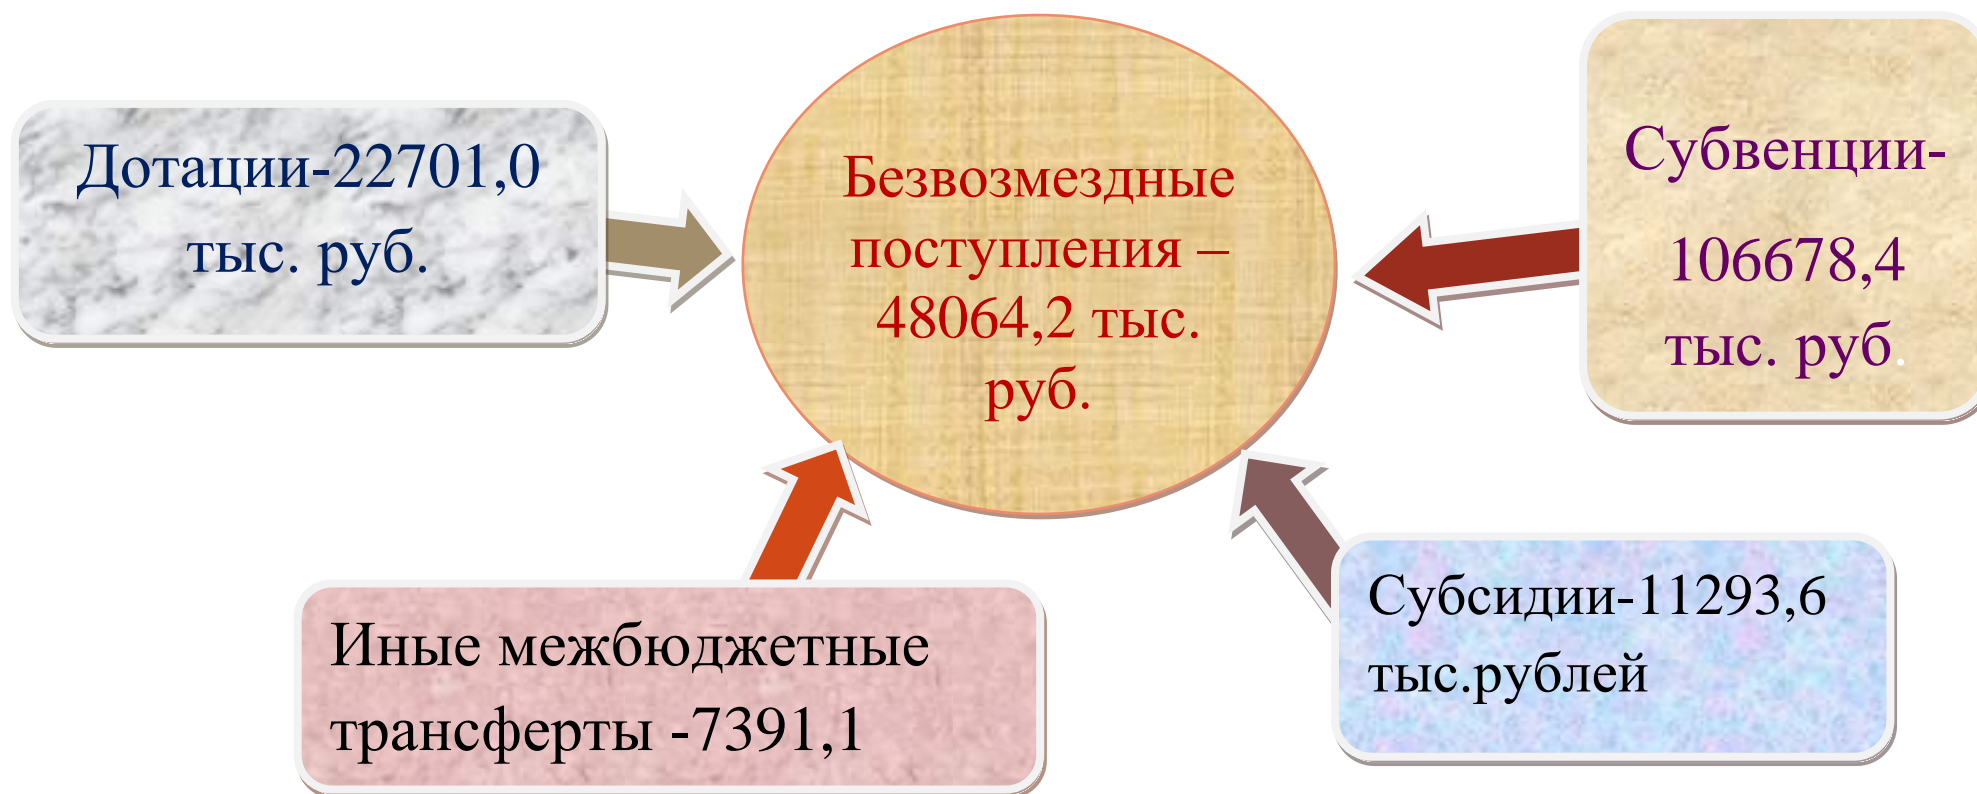 Дотации-22701,0
тыс. руб.
Безвозмездные
поступления –
48064,2 тыс.
руб.
Субвенции-
106678,4
тыс. руб.
Иные межбюджетные
трансферты -7391,1
Субсидии-11293,6
тыс.рублей